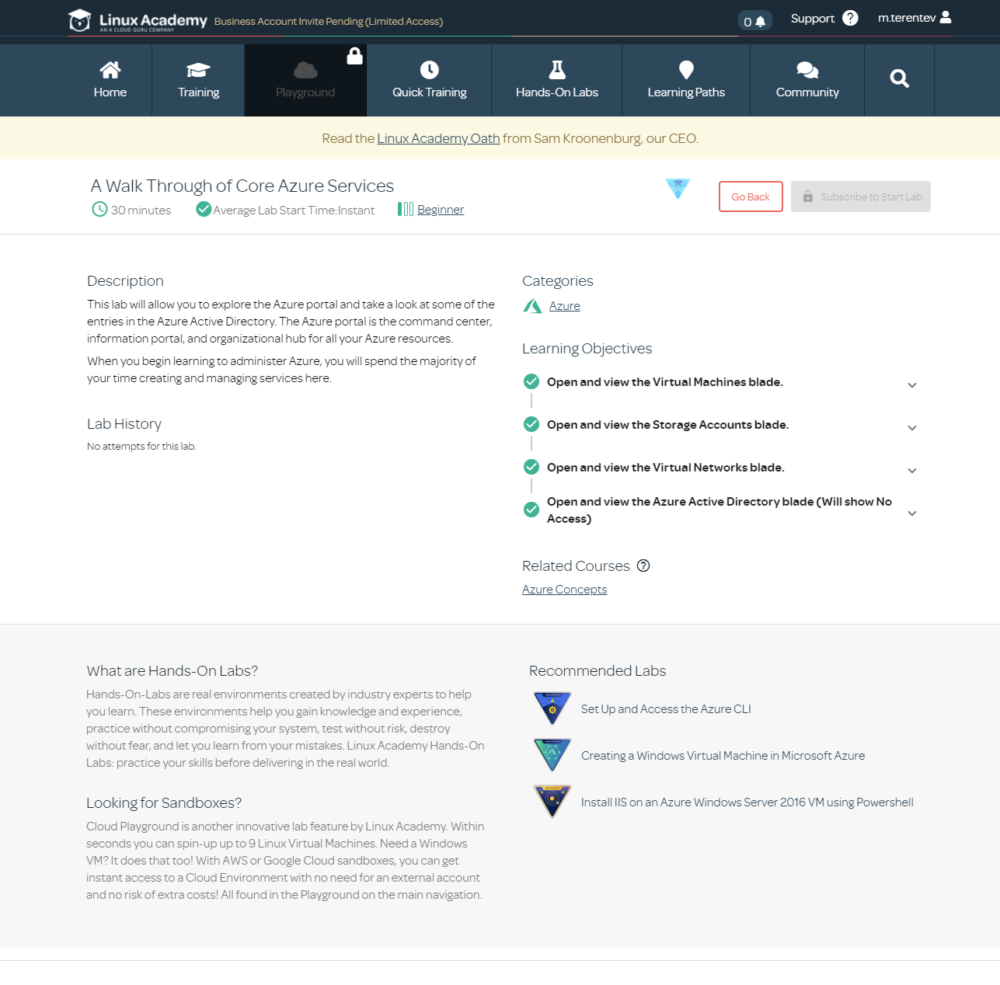 Linux Academy
AN A CLOUD GURU COMPANY
Business Account Invite Pending (Limited Access)
0
Support
m.terentev
Home
Training
Playground
Quick Training
Hands-On Labs
Learning Paths
Community
Read the Linux Academy Oath from Sam Kroonenburg, our CEO.
A Walk Through of Core Azure Services
30 minutes
Average Lab Start Time:Instant
Beginner
Go Back
Subscribe to Start Lab
Description
This lab will allow you to explore the Azure portal and take a look at some of the
entries in the Azure Active Directory. The Azure portal is the command center,
information portal, and organizational hub for all your Azure resources.
When you begin learning to administer Azure, you will spend the majority of
your time creating and managing services here.
Lab History
No attempts for this lab.
Categories
Azure
Learning Objectives
Open and view the Virtual Machines blade.
Open and view the Storage Accounts blade.
Open and view the Virtual Networks blade.
Open and view the Azure Active Directory blade (Will show No
Access)
Related Courses
Azure Concepts
What are Hands-On Labs?
Hands-On-Labs are real environments created by industry experts to help
you learn. These environments help you gain knowledge and experience,
practice without compromising your system, test without risk, destroy
without fear, and let you learn from your mistakes. Linux Academy Hands-On
Labs: practice your skills before delivering in the real world.
Looking for Sandboxes?
Cloud Playground is another innovative lab feature by Linux Academy. Within
seconds you can spin-up up to 9 Linux Virtual Machines. Need a Windows
VM? It does that too! With AWS or Google Cloud sandboxes, you can get
instant access to a Cloud Environment with no need for an external account
and no risk of extra costs! All found in the Playground on the main navigation.
Recommended Labs
Set Up and Access the Azure CLI
Creating a Windows Virtual Machine in Microsoft Azure
Install IIS on an Azure Windows Server 2016 VM using Powershell